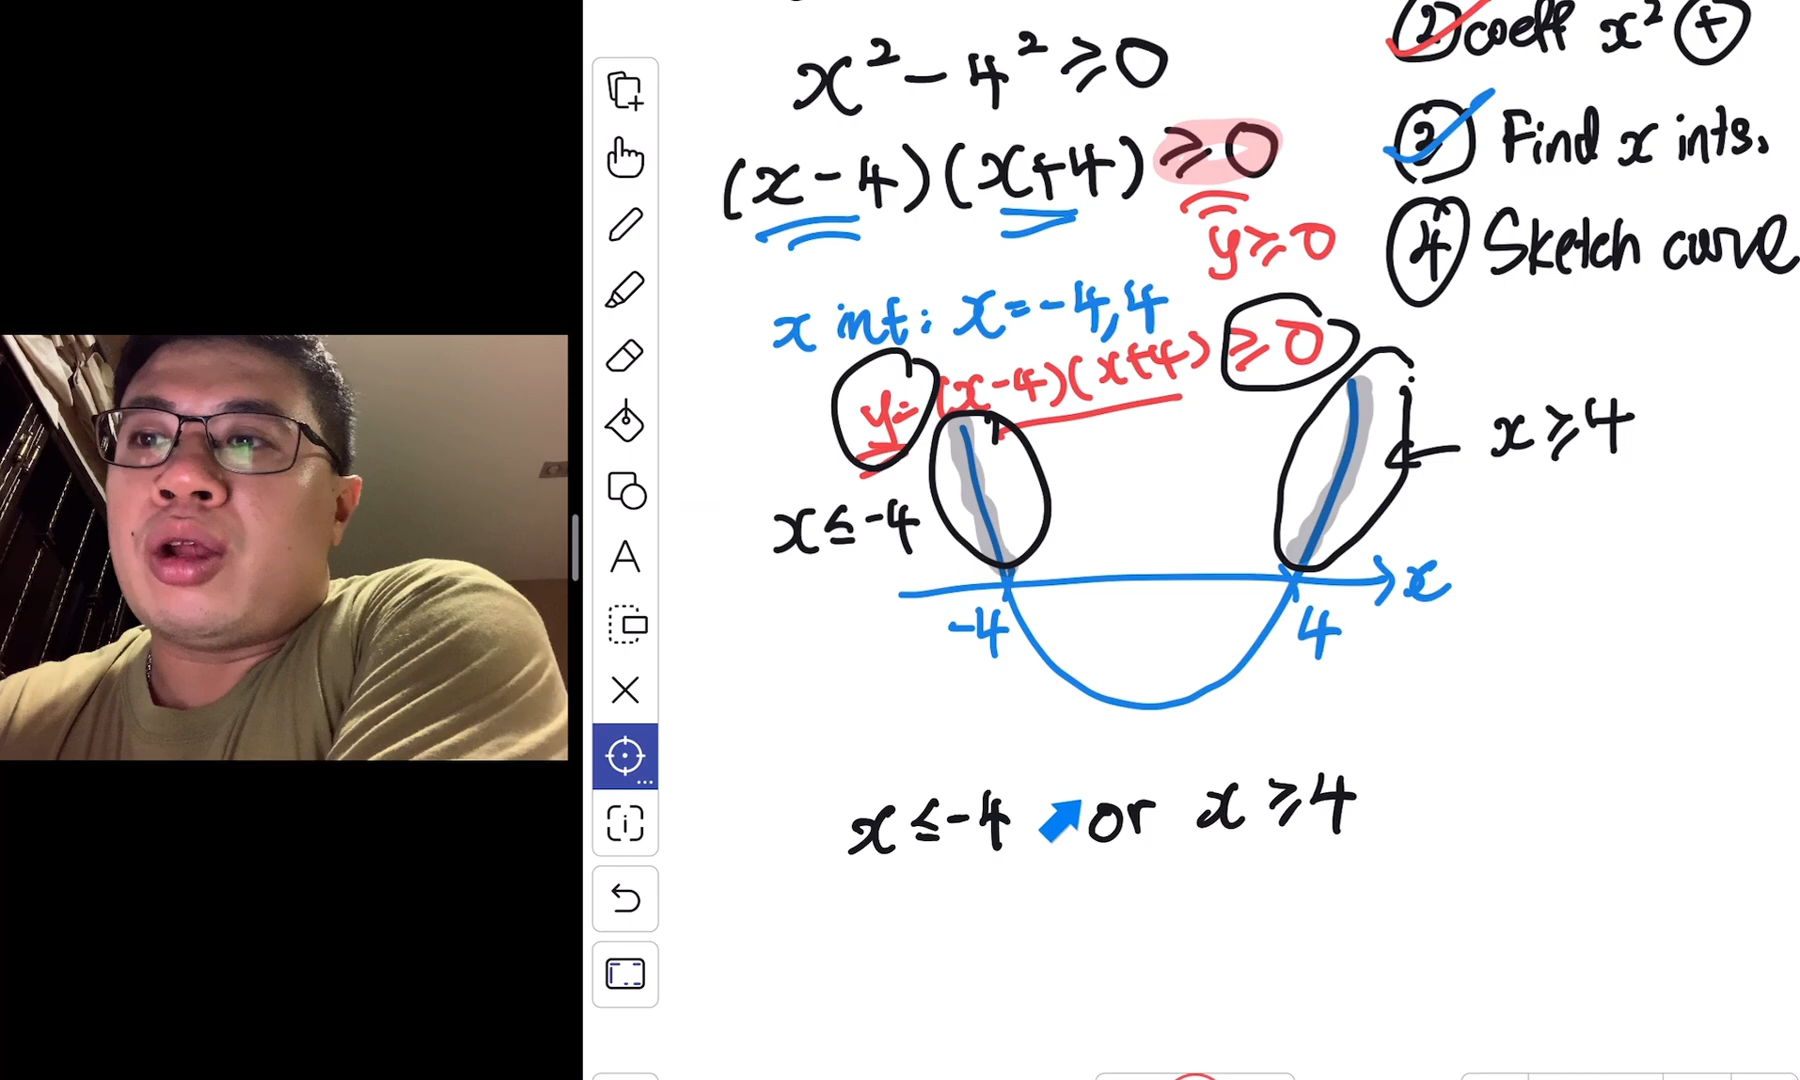 x² - 4² ≥ 0
(x - 4)(x + 4) ≥ 0
y ≥ 0
x int: x = -4, 4
y = (x - 4)(x + 4) ≥ 0
x ≤ -4
x ≥ 4
-4
4
x
x ≤ -4 or x ≥ 4
② coeff x² ⊕
③ Find x ints.
④ Sketch curve
A